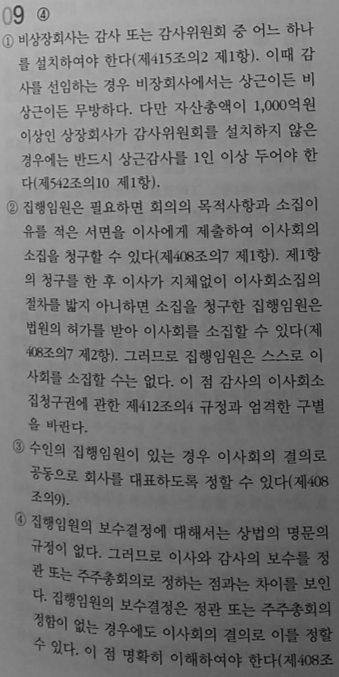 09 ④
① 비상장회사는 감사 또는 감사위원회 중 어느 하나
를 설치하여야 한다(제415조의2 제1항). 이때 감
사를 선임하는 경우 비장회사에서는 상근이든 비
상근이든 무방하다. 다만 자산총액이 1,000억원
이상인 상장회사가 감사위원회를 설치하지 않은
경우에는 반드시 상근감사를 1인 이상 두어야 한
다(제542조의10 제1항).
② 집행임원은 필요하면 회의의 목적사항과 소집이
유를 적은 서면을 이사에게 제출하여 이사회의
소집을 청구할 수 있다(제408조의7 제1항). 제1항
의 청구를 한 후 이사가 지체없이 이사회소집의
절차를 밟지 아니하면 소집을 청구한 집행임원은
법원의 허가를 받아 이사회를 소집할 수 있다(제
408조의7 제2항). 그러므로 집행임원은 스스로 이
사회를 소집할 수는 없다. 이 점 감사의 이사회소
집청구권에 관한 제412조의4 규정과 엄격한 구별
을 바란다.
③ 수인의 집행임원이 있는 경우 이사회의 결의로
공동으로 회사를 대표하도록 정할 수 있다(제408
조의9).
④ 집행임원의 보수결정에 대해서는 상법의 명문의
규정이 없다. 그러므로 이사와 감사의 보수를 정
관 또는 주주총회의로 정하는 점과는 차이를 보인
다. 집행임원의 보수결정은 정관 또는 주주총회의
정함이 없는 경우에도 이사회의 결의로 이를 정할
수 있다. 이 점 명확히 이해하여야 한다(제408조